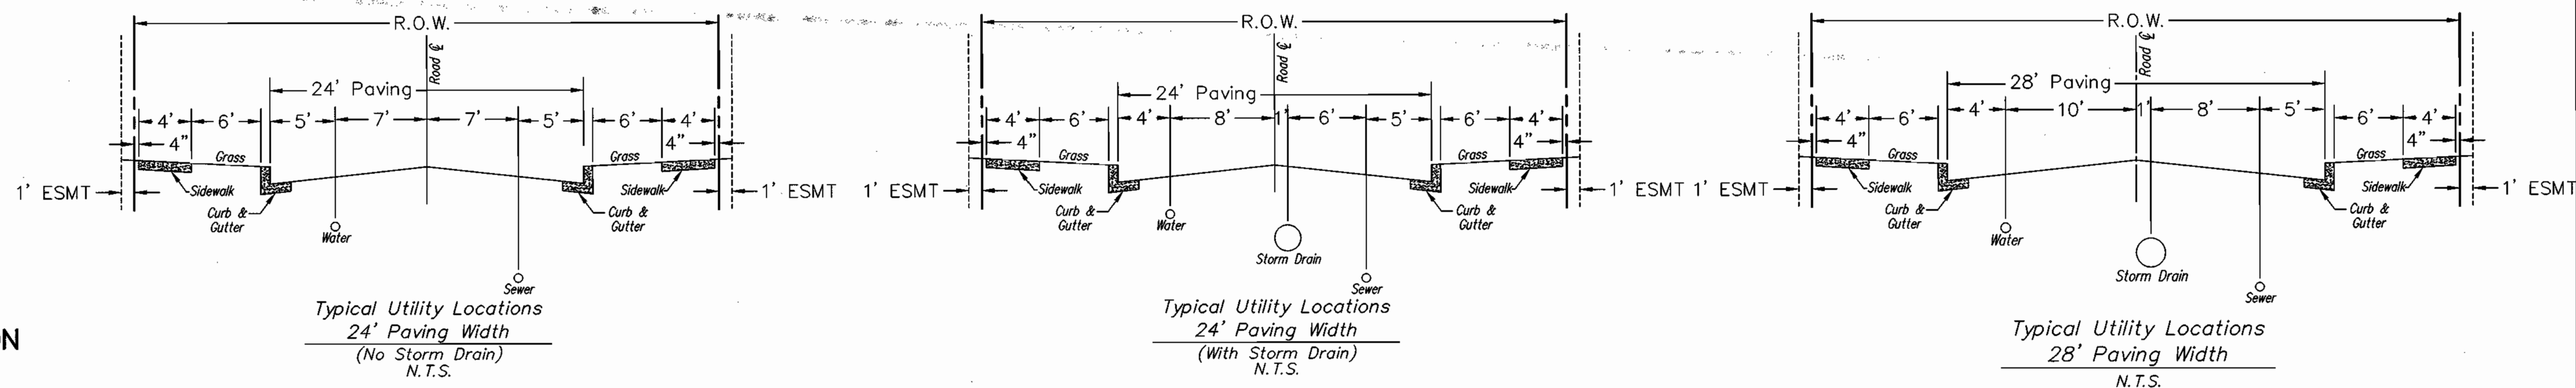 R.O.W.
Road ℄
24' Paving
4' 6' 5' 7' 7' 5' 6' 4'
4" 4"
Grass Grass
Sidewalk Sidewalk
1' ESMT 1' ESMT
Curb &
Gutter
Curb &
Gutter
Water
Sewer
Typical Utility Locations
24' Paving Width
(No Storm Drain)
N.T.S.
R.O.W.
Road ℄
24' Paving
4' 6' 4' 8' 1' 6' 5' 6' 4'
4" 4"
Grass Grass
Sidewalk Sidewalk
1' ESMT 1' ESMT
Curb &
Gutter
Curb &
Gutter
Water
Storm Drain
Sewer
Typical Utility Locations
24' Paving Width
(With Storm Drain)
N.T.S.
R.O.W.
Road ℄
28' Paving
4' 6' 4' 10' 1' 8' 5' 6' 4'
4" 4"
Grass Grass
Sidewalk Sidewalk
1' ESMT 1' ESMT
Curb &
Gutter
Curb &
Gutter
Water
Storm Drain
Sewer
Typical Utility Locations
28' Paving Width
N.T.S.